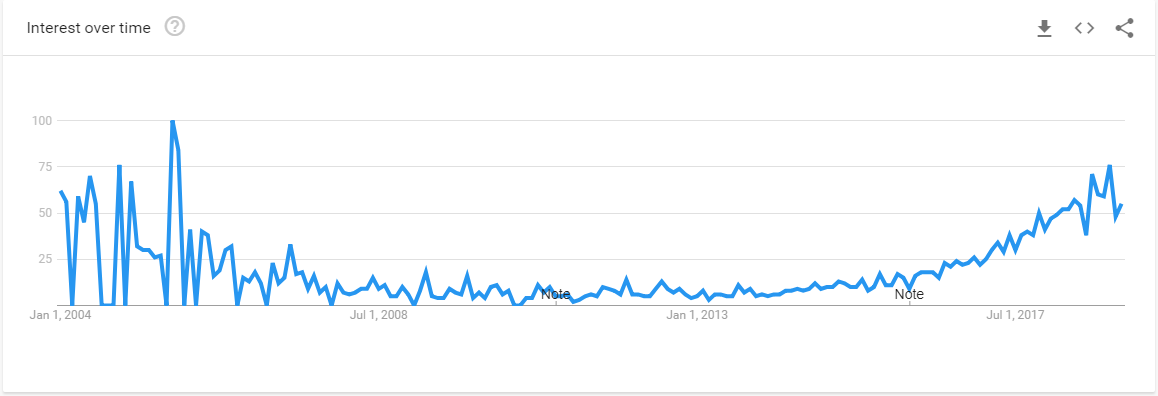 Interest over time
100
75
50
25
Note Note
Jan 1, 2004 Jul 1, 2008 Jan 1, 2013 Jul 1, 2017